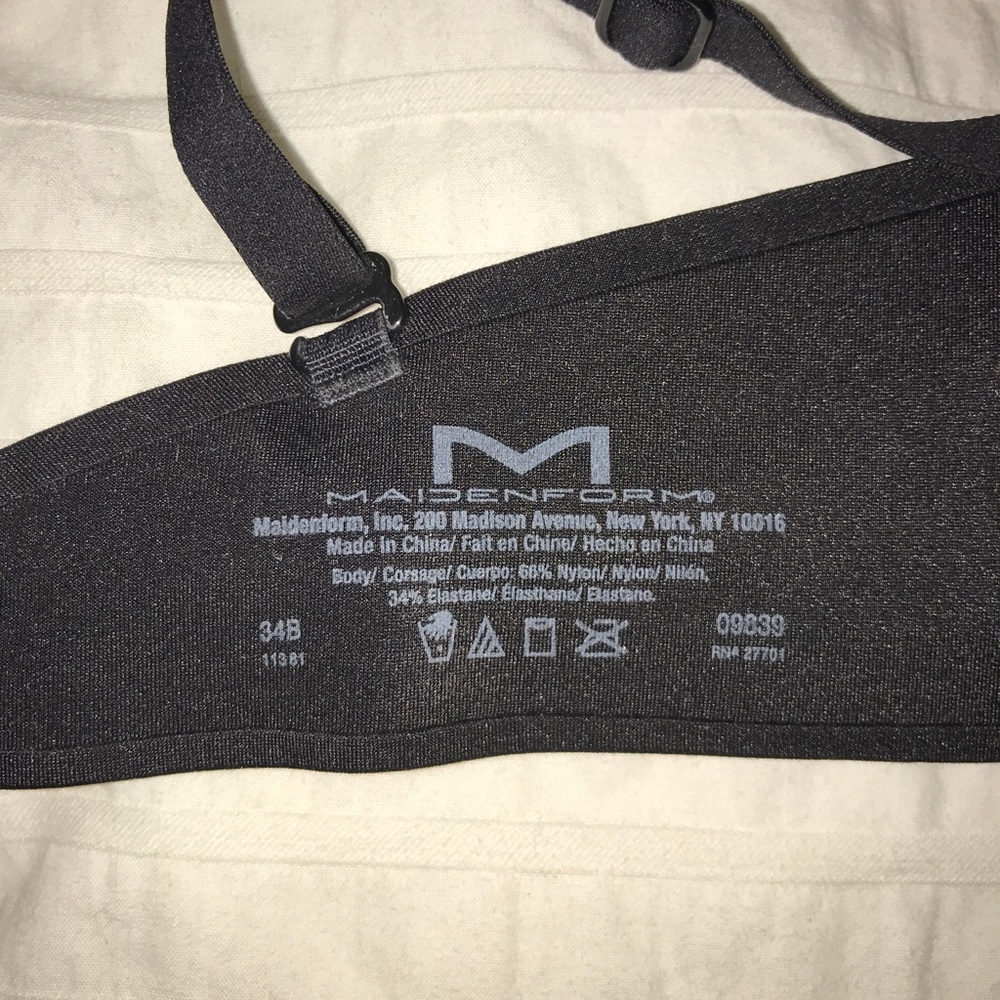 M
MAIDENFORM®
Maidenform, Inc. 200 Madison Avenue, New York, NY 10016
Made in China/ Fait en Chine/ Hecho en China
Body/ Corsage/ Cuerpo: 66% Nylon/ Nylon/ Nilón,
34% Elastane/ Élasthane/ Elastano.
34B
09839
11381
RN# 27701